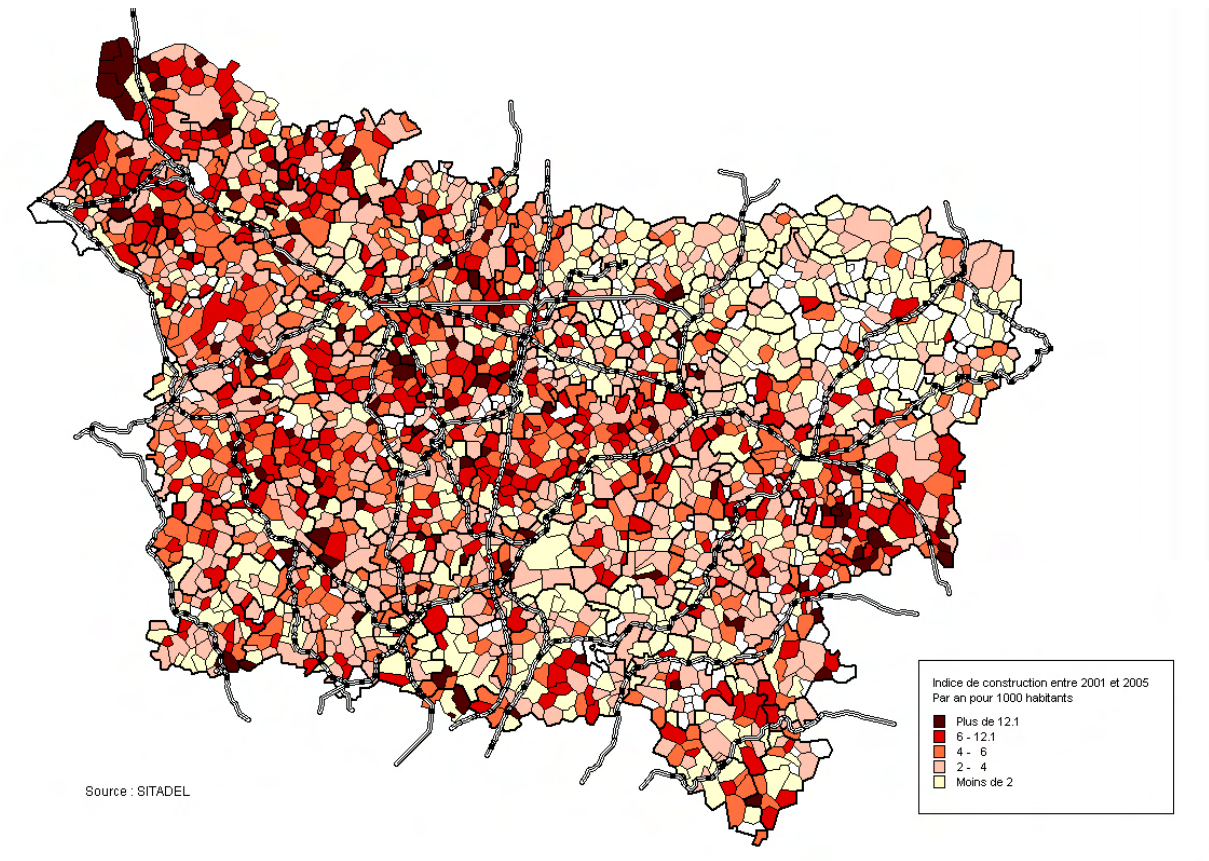 Indice de construction entre 2001 et 2005
Par an pour 1000 habitants
Plus de 12.1
6 - 12.1
4 - 6
2 - 4
Moins de 2
Source : SITADEL